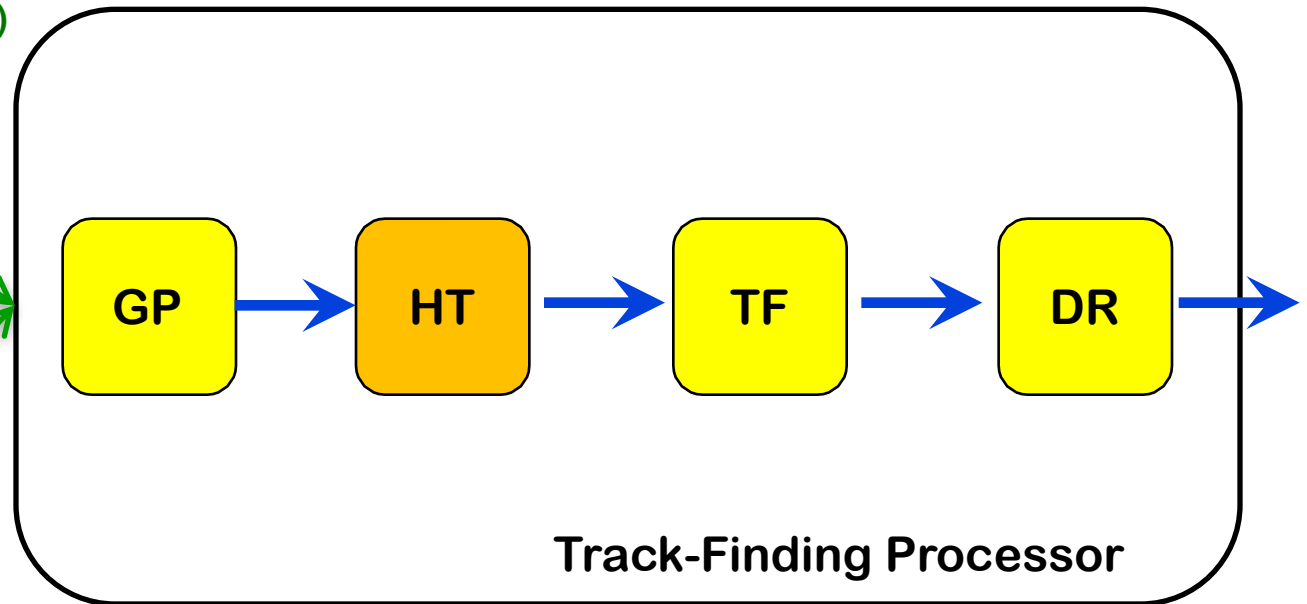 )
GP
HT
TF
DR
Track-Finding Processor